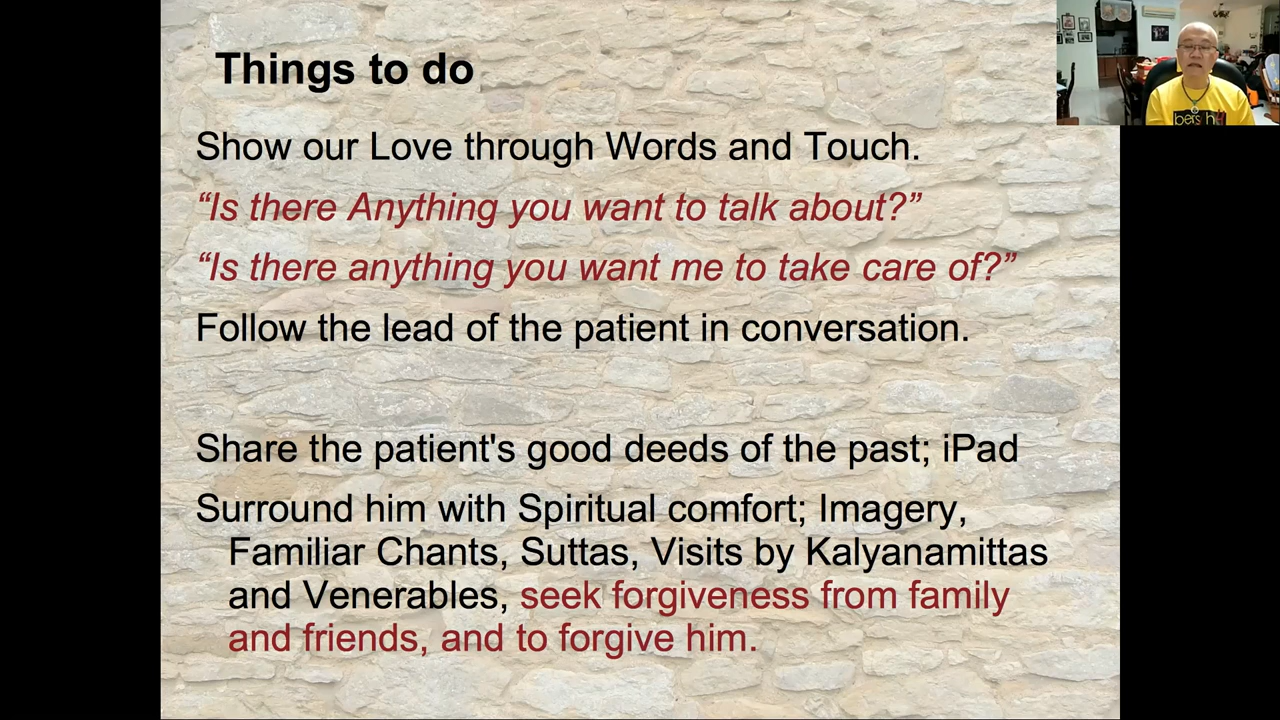 Things to do
Show our Love through Words and Touch.
“Is there Anything you want to talk about?”
“Is there anything you want me to take care of?”
Follow the lead of the patient in conversation.
Share the patient's good deeds of the past; iPad
Surround him with Spiritual comfort; Imagery,
Familiar Chants, Suttas, Visits by Kalyanamittas
and Venerables, seek forgiveness from family
and friends, and to forgive him.